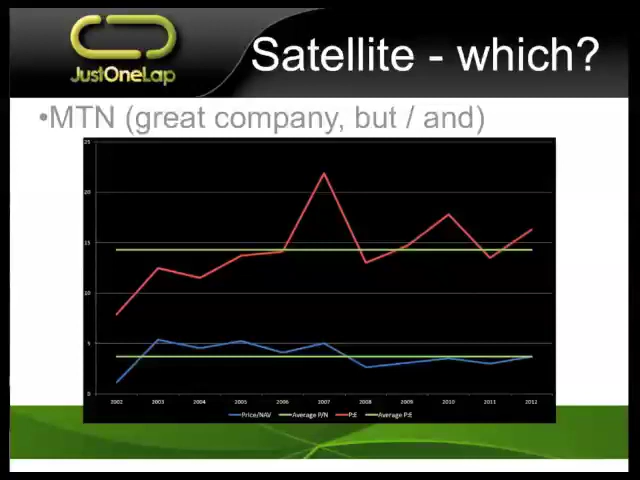 JustOneLap
Satellite - which?
•MTN (great company, but / and)
25
20
15
10
5
0
2002 2003 2004 2005 2006 2007 2008 2009 2010 2011 2012
Price/NAV Average P/N P:E Average P:E